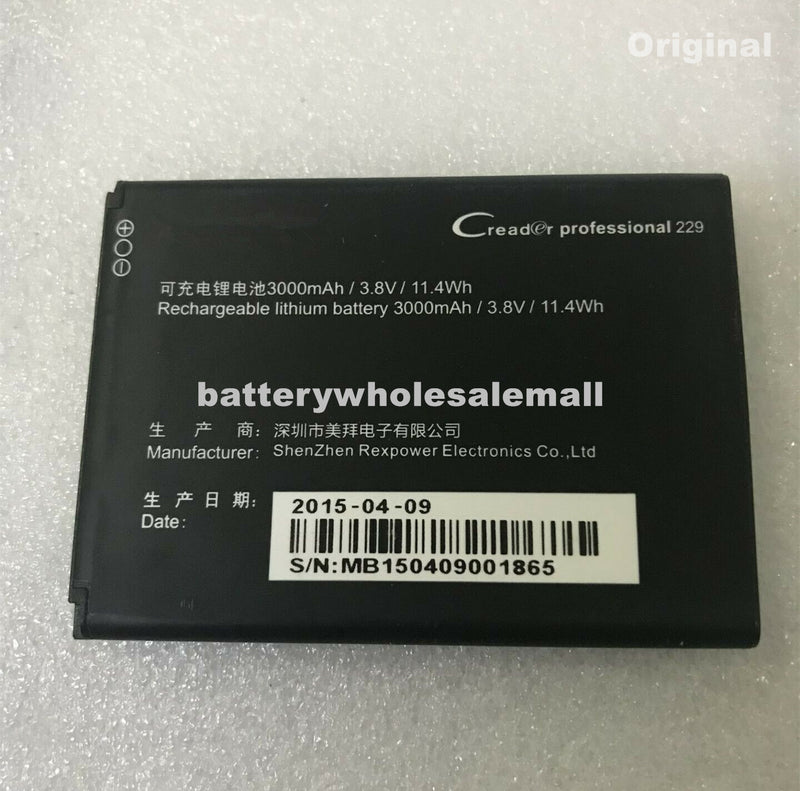 Original
Creader professional 229
可充电锂电池3000mAh / 3.8V / 11.4Wh
Rechargeable lithium battery 3000mAh / 3.8V / 11.4Wh
batterywholesalemall
生 产 商：深圳市美拜电子有限公司
Manufacturer: ShenZhen Rexpower Electronics Co.,Ltd
生 产 日 期：
Date:
2015-04-09
S/N:MB150409001865